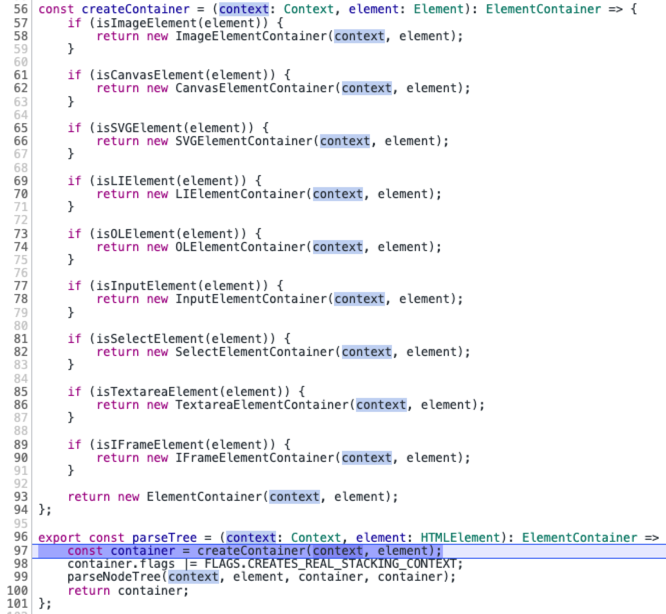 56 const createContainer = (context: Context, element: Element): ElementContainer => {
57     if (isImageElement(element)) {
58         return new ImageElementContainer(context, element);
59     }
60
61     if (isCanvasElement(element)) {
62         return new CanvasElementContainer(context, element);
63     }
64
65     if (isSVGElement(element)) {
66         return new SVGElementContainer(context, element);
67     }
68
69     if (isLIElement(element)) {
70         return new LIElementContainer(context, element);
71     }
72
73     if (isOLElement(element)) {
74         return new OLElementContainer(context, element);
75     }
76
77     if (isInputElement(element)) {
78         return new InputElementContainer(context, element);
79     }
80
81     if (isSelectElement(element)) {
82         return new SelectElementContainer(context, element);
83     }
84
85     if (isTextareaElement(element)) {
86         return new TextareaElementContainer(context, element);
87     }
88
89     if (isIFrameElement(element)) {
90         return new IFrameElementContainer(context, element);
91     }
92
93     return new ElementContainer(context, element);
94 };
95
96 export const parseTree = (context: Context, element: HTMLElement): ElementContainer =>
97     const container = createContainer(context, element);
98     container.flags |= FLAGS.CREATES_REAL_STACKING_CONTEXT;
99     parseNodeTree(context, element, container, container);
100     return container;
101 };